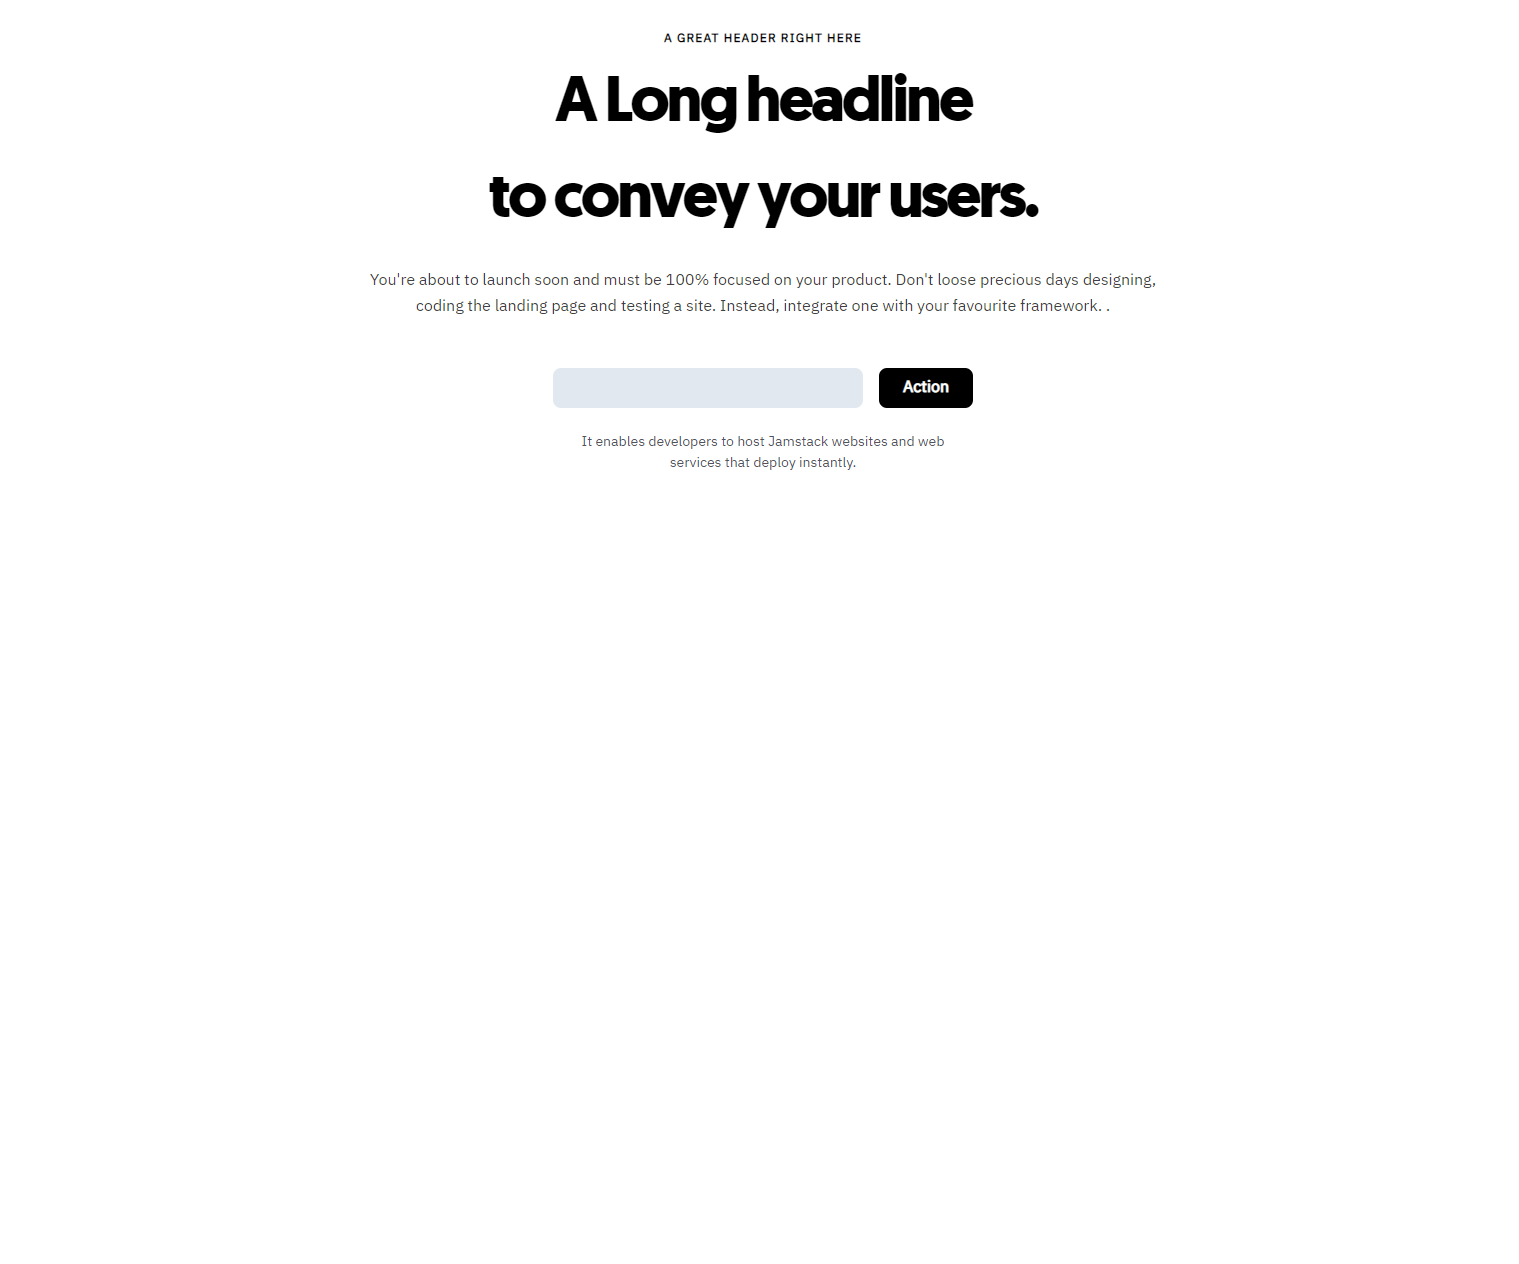 A GREAT HEADER RIGHT HERE
A Long headline
to convey your users.
You're about to launch soon and must be 100% focused on your product. Don't loose precious days designing,
coding the landing page and testing a site. Instead, integrate one with your favourite framework. .
Action
It enables developers to host Jamstack websites and web
services that deploy instantly.